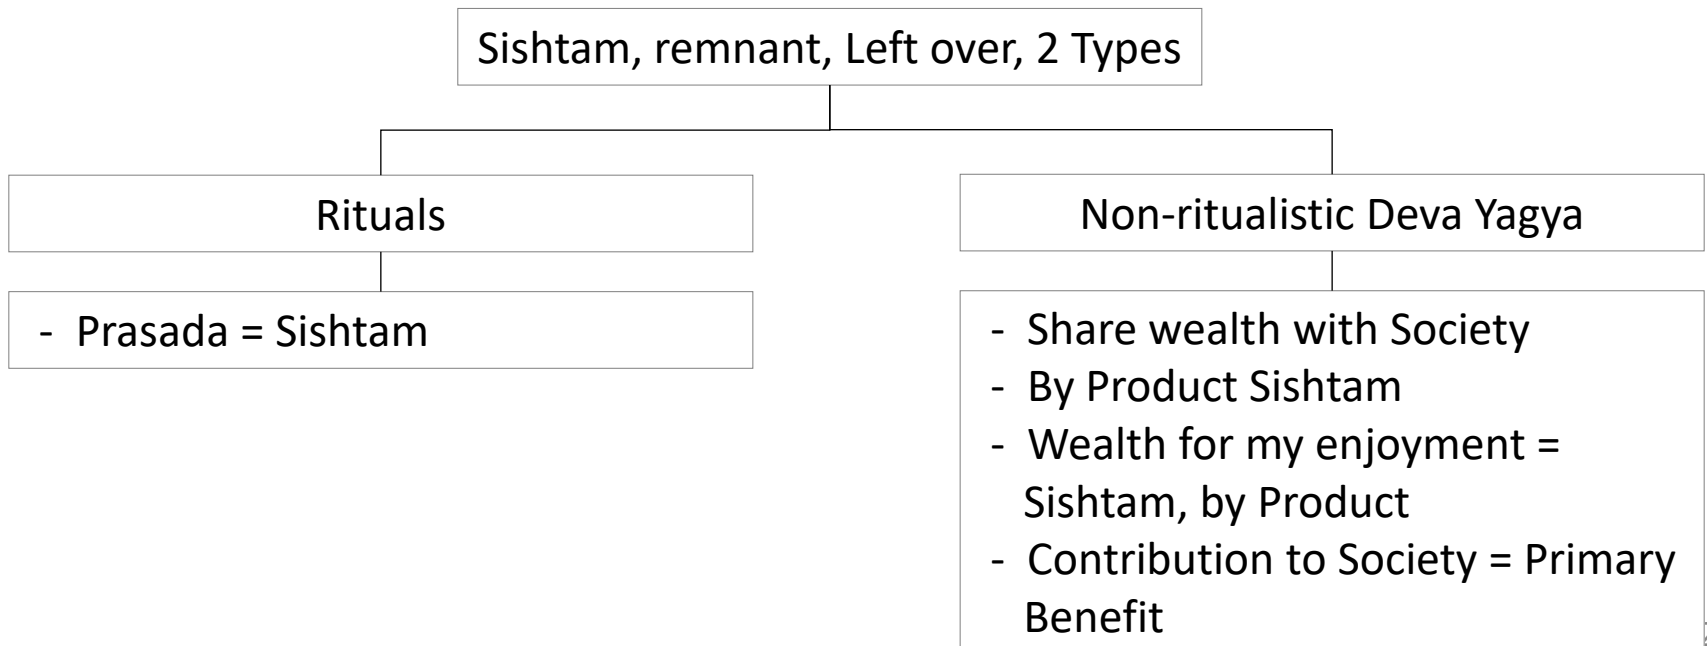 Sishtam, remnant, Left over, 2 Types
Rituals
- Prasada = Sishtam
Non-ritualistic Deva Yagya
- Share wealth with Society
- By Product Sishtam
- Wealth for my enjoyment =
Sishtam, by Product
- Contribution to Society = Primary
Benefit